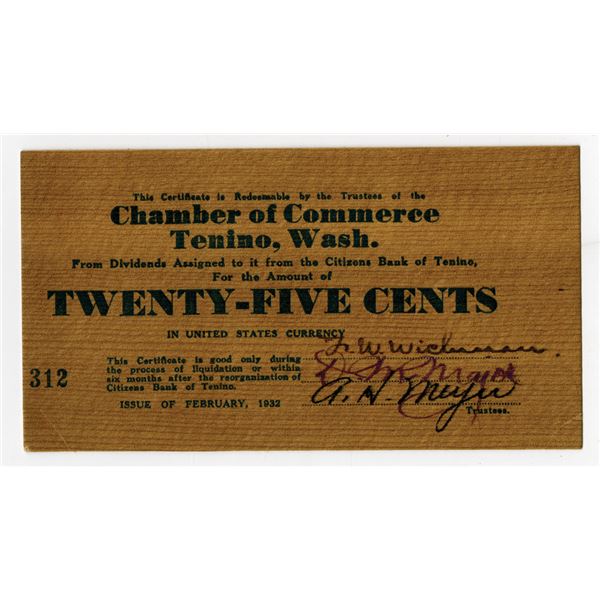 This Certificate is Redeemable by the Trustees of the
Chamber of Commerce
Tenino, Wash.
From Dividends Assigned to it from the Citizens Bank of Tenino,
For the Amount of
TWENTY-FIVE CENTS
IN UNITED STATES CURRENCY
This Certificate is good only during
the process of liquidation or within
six months after the reorganization of
Citizens Bank of Tenino.
312
ISSUE OF FEBRUARY, 1932
F. W. Wichman.
A. H. Meyer
Trustees.